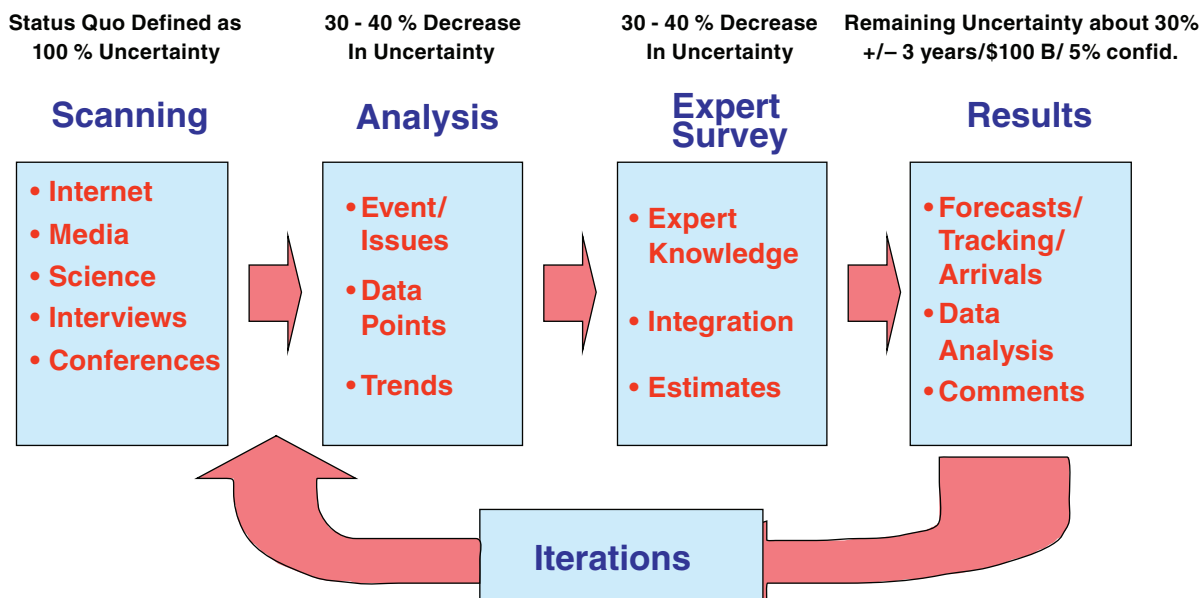 Status Quo Defined as
100 % Uncertainty
30 - 40 % Decrease
In Uncertainty
30 - 40 % Decrease
In Uncertainty
Remaining Uncertainty about 30%
+/– 3 years/$100 B/ 5% confid.
Scanning
Analysis
Expert
Survey
Results
• Internet
• Media
• Science
• Interviews
• Conferences
• Event/
Issues
• Data
Points
• Trends
• Expert
Knowledge
• Integration
• Estimates
• Forecasts/
Tracking/
Arrivals
• Data
Analysis
• Comments
Iterations